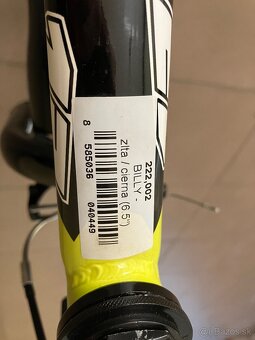 222,002
BILLY -
zlta / cierna (6.5")
8 585036 040449